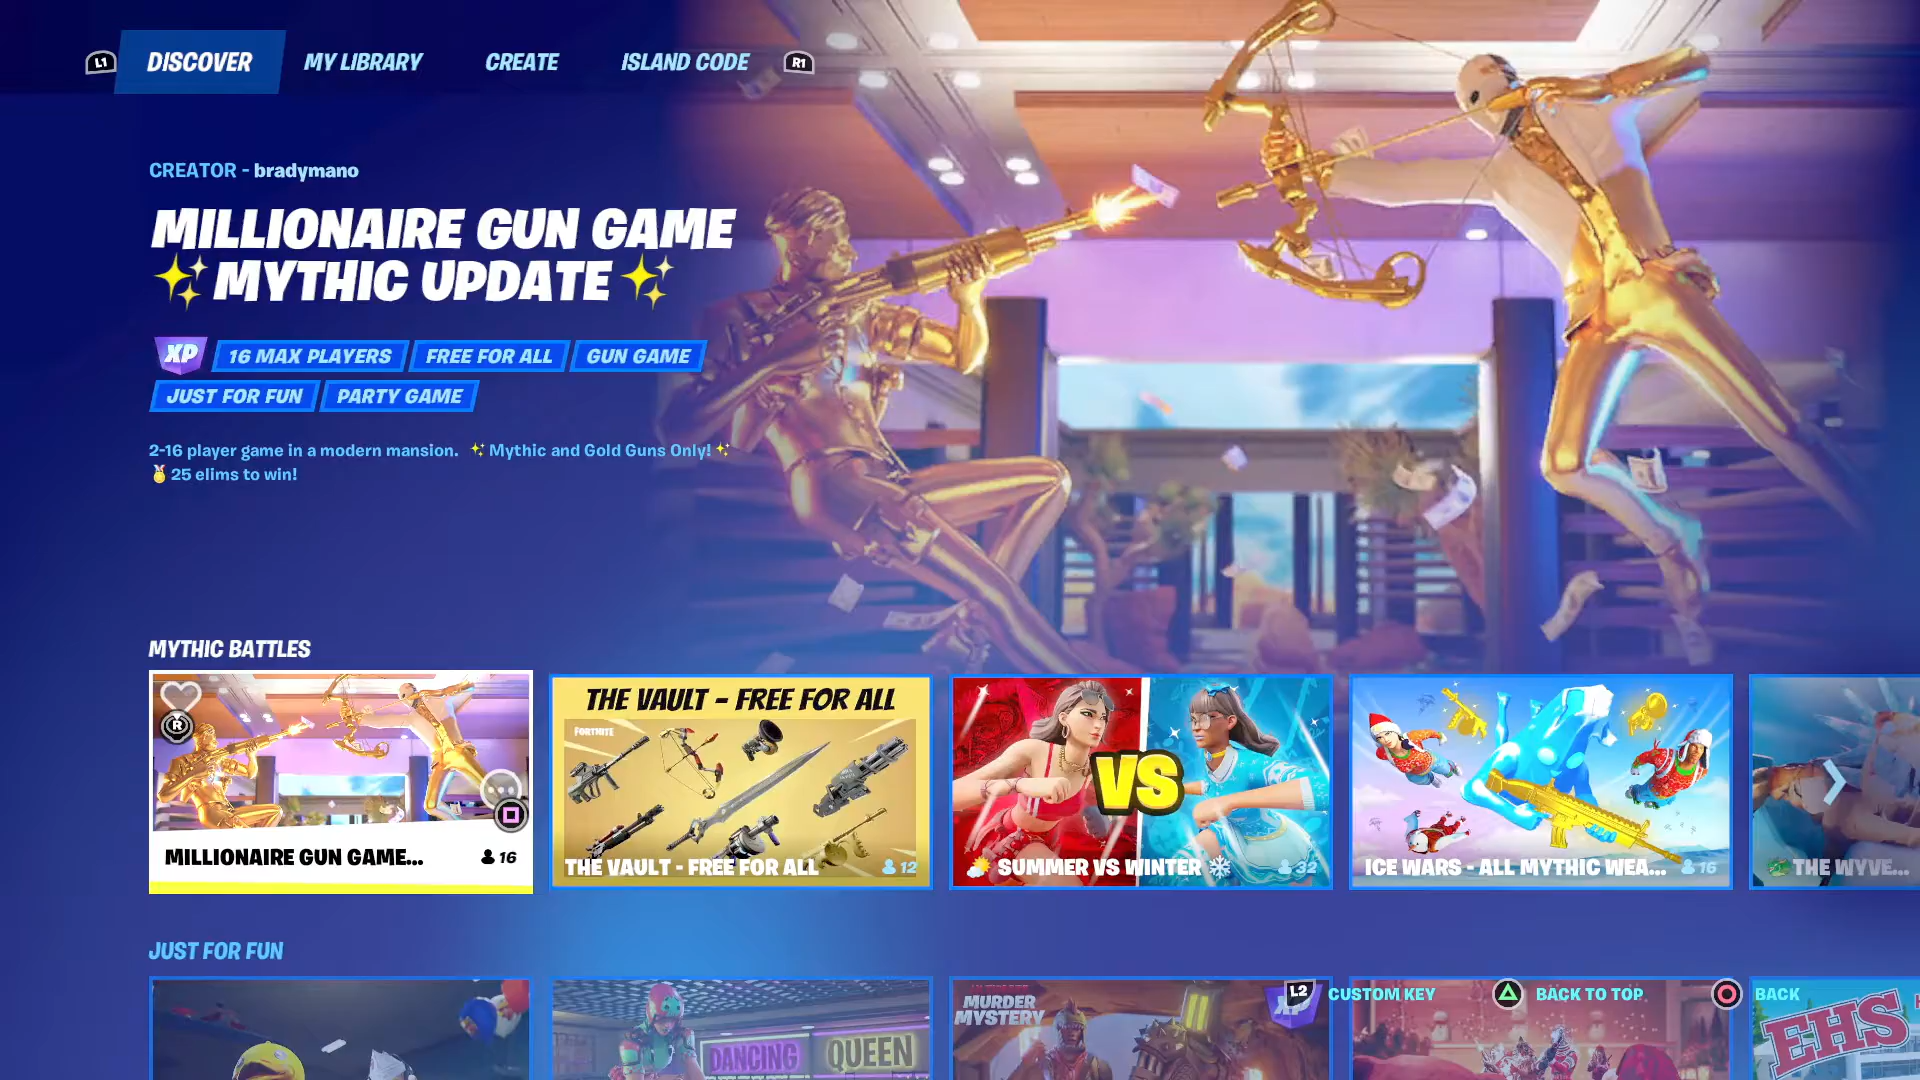 L1 DISCOVER MY LIBRARY CREATE ISLAND CODE R1
CREATOR - bradymano
MILLIONAIRE GUN GAME
✨MYTHIC UPDATE✨
XP 16 MAX PLAYERS FREE FOR ALL GUN GAME
JUST FOR FUN PARTY GAME
2-16 player game in a modern mansion. ✨Mythic and Gold Guns Only!✨
🏅25 elims to win!
MYTHIC BATTLES
R
MILLIONAIRE GUN GAME... 16
THE VAULT - FREE FOR ALL
FORTNITE
THE VAULT - FREE FOR ALL 12
VS
SUMMER VS WINTER ❄ 32
ICE WARS - ALL MYTHIC WEA... 16
THE WYVE...
JUST FOR FUN
DANCING QUEEN
MURDER
MYSTERY
XP
L2 CUSTOM KEY BACK TO TOP BACK
EHS